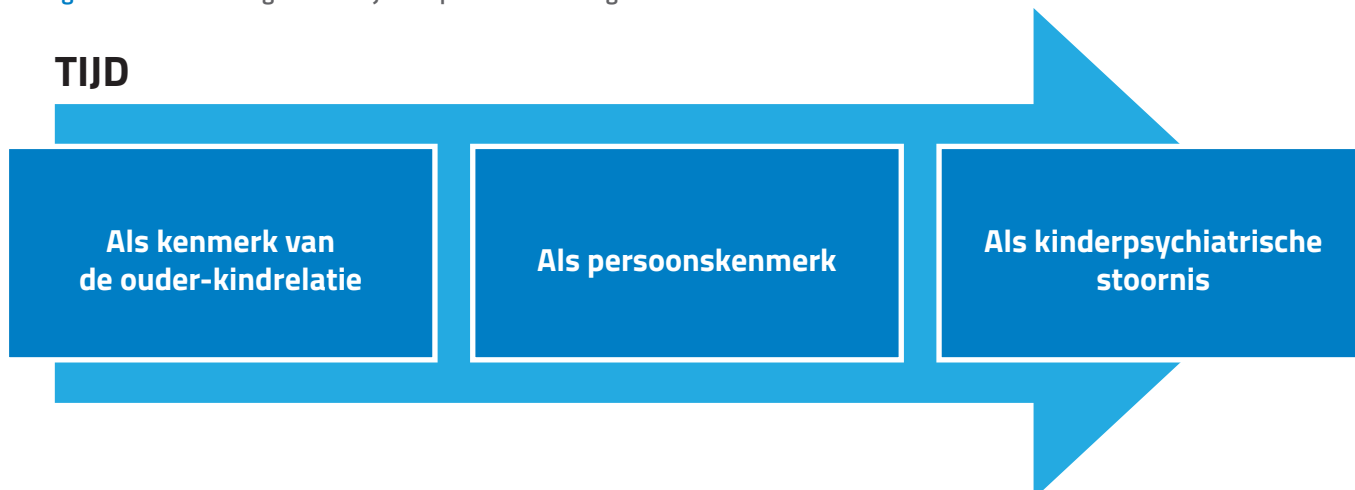 TIJD
Als kenmerk van
de ouder-kindrelatie
Als persoonskenmerk
Als kinderpsychiatrische
stoornis